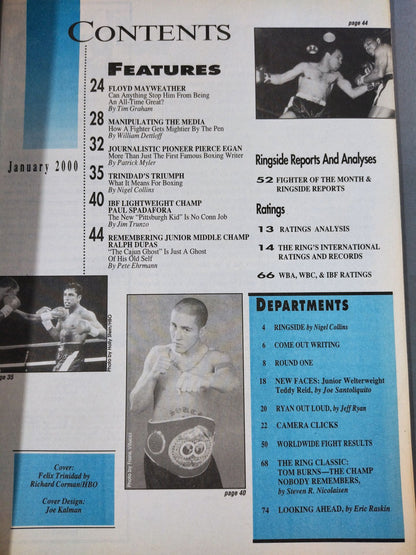 page 44
CONTENTS
FEATURES
January 2000
24 FLOYD MAYWEATHER
Can Anything Stop Him From Being
An All-Time Great?
By Tim Graham
28 MANIPULATING THE MEDIA
How A Fighter Gets Mightier By The Pen
By William Dettloff
32 JOURNALISTIC PIONEER PIERCE EGAN
More Than Just The First Famous Boxing Writer
By Patrick Myler
35 TRINIDAD'S TRIUMPH
What It Means For Boxing
By Nigel Collins
40 IBF LIGHTWEIGHT CHAMP
PAUL SPADAFORA
The New "Pittsburgh Kid" Is No Conn Job
By Jim Trunzo
44 REMEMBERING JUNIOR MIDDLE CHAMP
RALPH DUPAS
"The Cajun Ghost" Is Just A Ghost
Of His Old Self
By Pete Ehrmann
Ringside Reports And Analyses
52 FIGHTER OF THE MONTH &
RINGSIDE REPORTS
Ratings
13 RATINGS ANALYSIS
14 THE RING'S INTERNATIONAL
RATINGS AND RECORDS
66 WBA, WBC, & IBF RATINGS
DEPARTMENTS
4 RINGSIDE by Nigel Collins
6 COME OUT WRITING
8 ROUND ONE
18 NEW FACES: Junior Welterweight
Teddy Reid, by Joe Santoliquito
20 RYAN OUT LOUD, by Jeff Ryan
22 CAMERA CLICKS
50 WORLDWIDE FIGHT RESULTS
68 THE RING CLASSIC:
TOM BURNS—THE CHAMP
NOBODY REMEMBERS,
by Steven R. Nicolaisen
74 LOOKING AHEAD, by Eric Raskin
page 35
page 40
Cover:
Felix Trinidad by
Richard Corman/HBO
Cover Design:
Joe Kalman